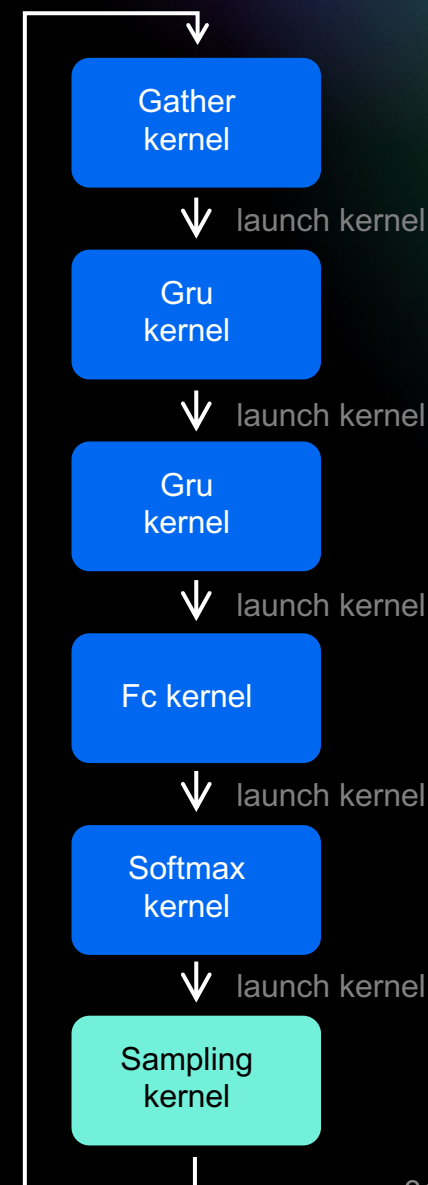 Gather
kernel
launch kernel
Gru
kernel
launch kernel
Gru
kernel
launch kernel
Fc kernel
launch kernel
Softmax
kernel
launch kernel
Sampling
kernel